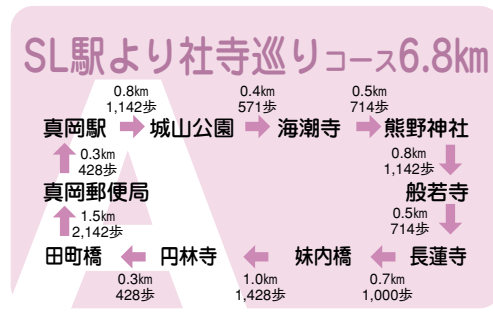 SL駅より社寺巡りコース6.8km
0.8km 0.4km 0.5km
1,142歩 571歩 714歩
真岡駅 城山公園 海潮寺 熊野神社
0.3km 0.8km
428歩 1,142歩
真岡郵便局 般若寺
1.5km 0.5km
2,142歩 714歩
田町橋 円林寺 妹内橋 長蓮寺
0.3km 1.0km 0.7km
428歩 1,428歩 1,000歩
A